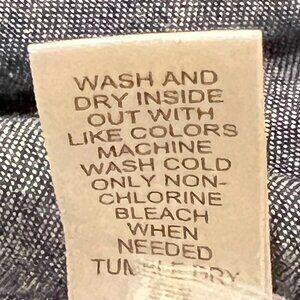 WASH AND
DRY INSIDE
OUT WITH
LIKE COLORS
MACHINE
WASH COLD
ONLY NON-
CHLORINE
BLEACH
WHEN
NEEDED
TUMBLE DRY